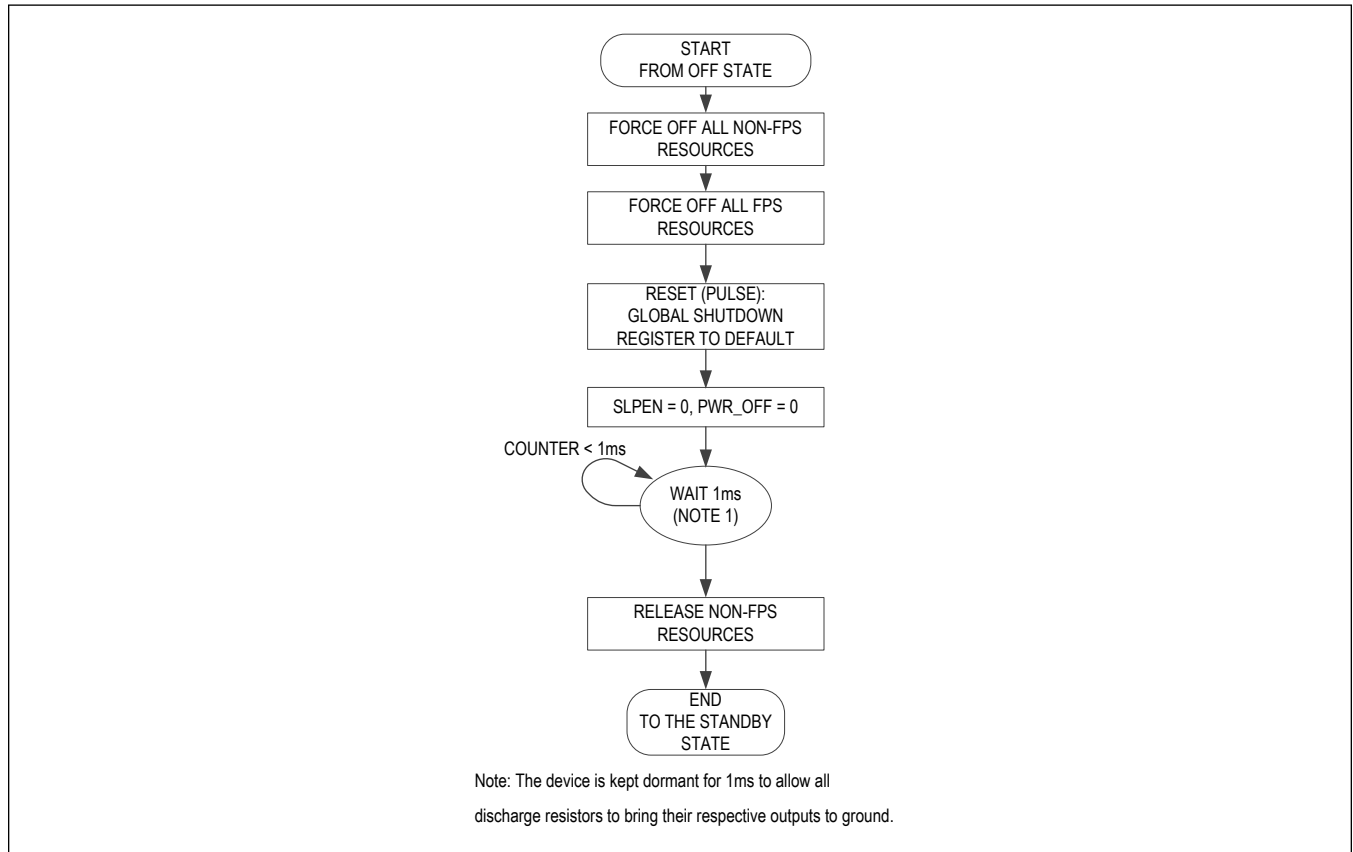 START
FROM OFF STATE
FORCE OFF ALL NON-FPS
RESOURCES
FORCE OFF ALL FPS
RESOURCES
RESET (PULSE):
GLOBAL SHUTDOWN
REGISTER TO DEFAULT
SLPEN = 0, PWR_OFF = 0
COUNTER < 1ms
WAIT 1ms
(NOTE 1)
RELEASE NON-FPS
RESOURCES
END
TO THE STANDBY
STATE
Note: The device is kept dormant for 1ms to allow all
discharge resistors to bring their respective outputs to ground.